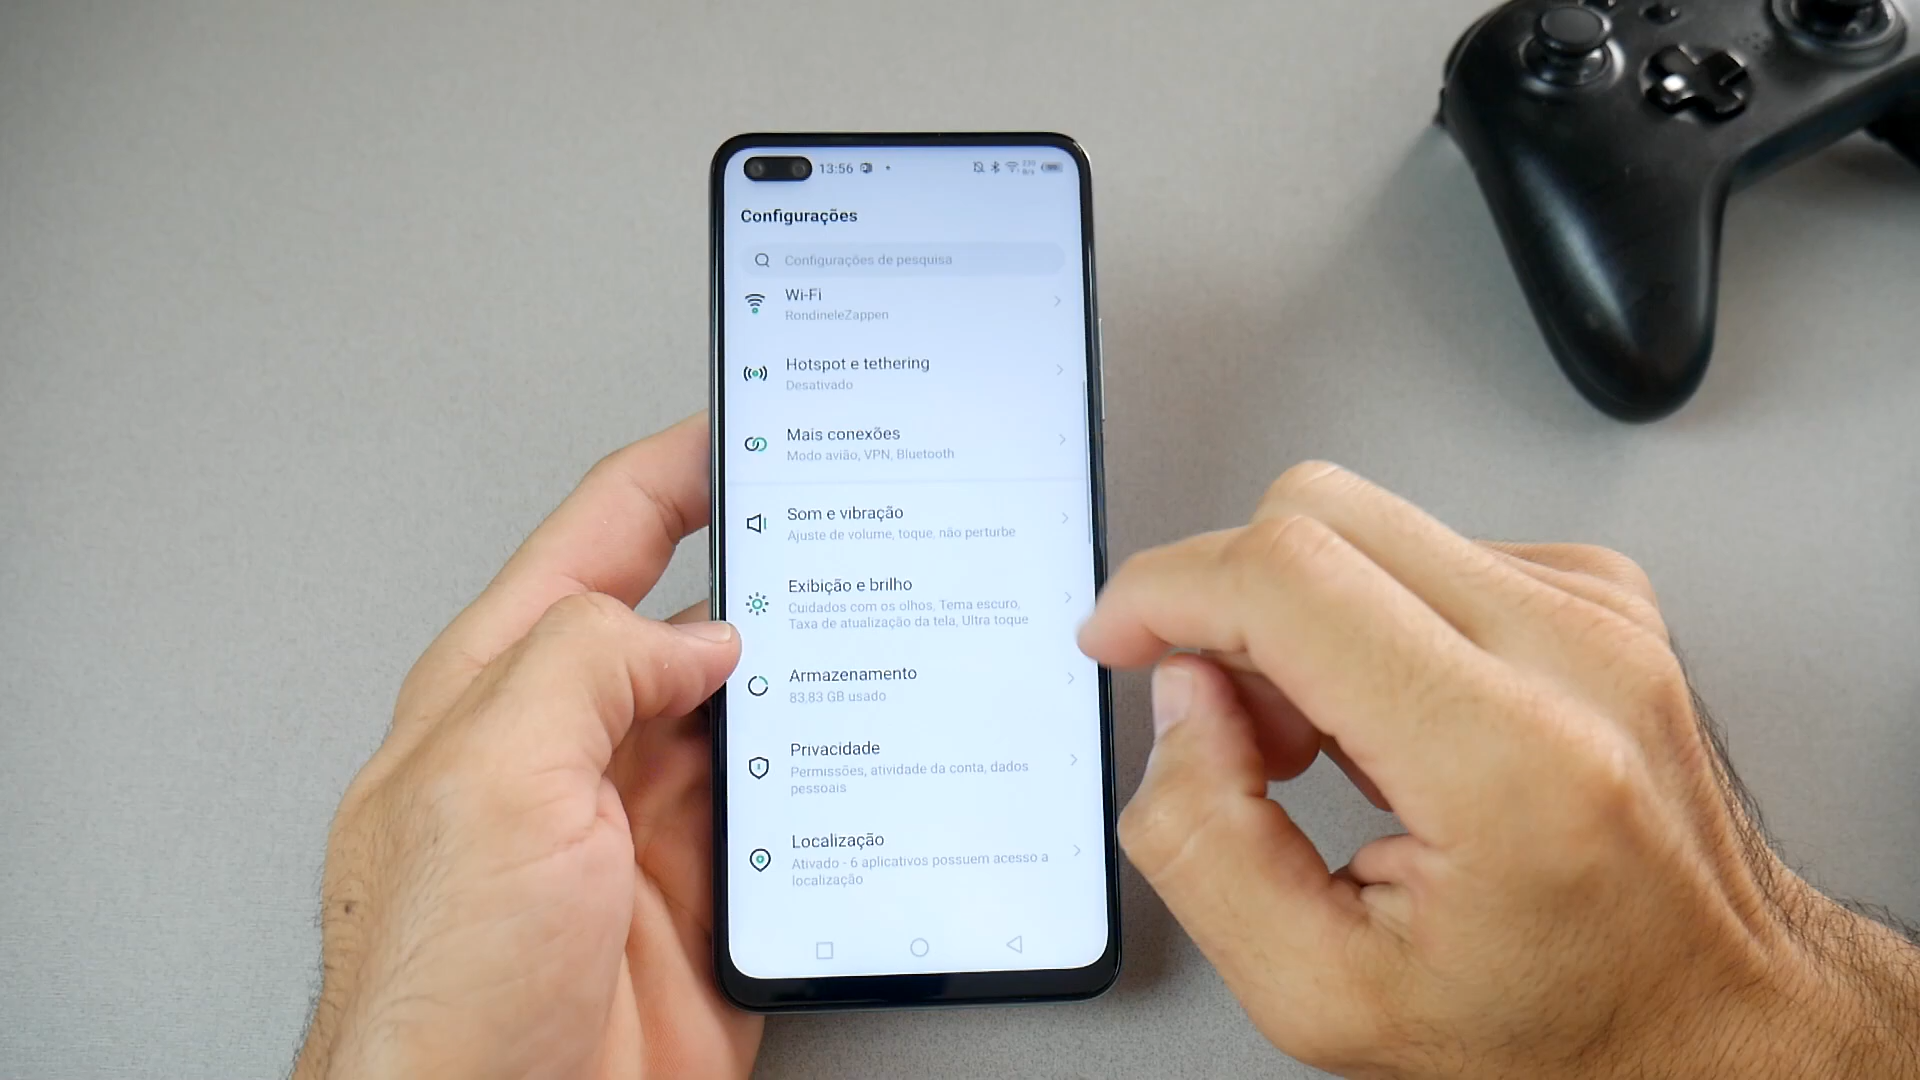 13:56
Configurações
Configurações de pesquisa
Wi-Fi
RondineleZappen
Hotspot e tethering
Desativado
Mais conexões
Modo avião, VPN, Bluetooth
Som e vibração
Ajuste de volume, toque, não perturbe
Exibição e brilho
Cuidados com os olhos, Tema escuro,
Taxa de atualização da tela, Ultra toque
Armazenamento
83,83 GB usado
Privacidade
Permissões, atividade da conta, dados
pessoais
Localização
Ativado - 6 aplicativos possuem acesso a
localização